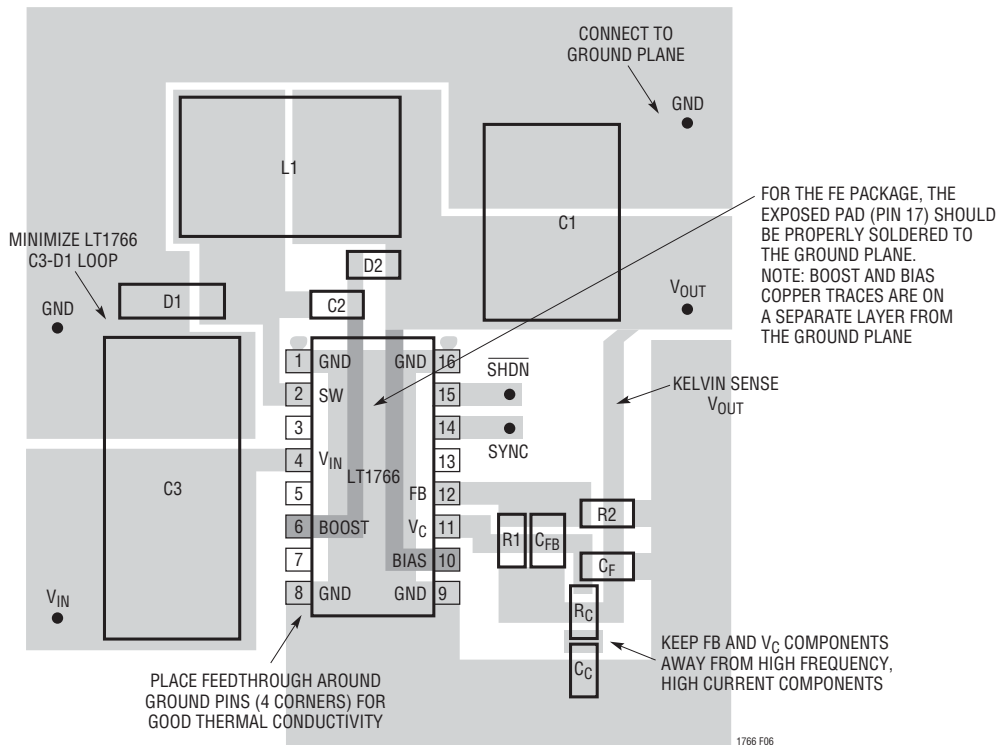 CONNECT TO
GROUND PLANE
GND
L1
C1
FOR THE FE PACKAGE, THE
EXPOSED PAD (PIN 17) SHOULD
BE PROPERLY SOLDERED TO
THE GROUND PLANE.
NOTE: BOOST AND BIAS
COPPER TRACES ARE ON
A SEPARATE LAYER FROM
THE GROUND PLANE
MINIMIZE LT1766
C3-D1 LOOP
GND
D1
D2
C2
VOUT
1 GND
2 SW
3
4 VIN
5
6 BOOST
7
8 GND
LT1766
GND 16
15
14
13
FB 12
VC 11
BIAS 10
GND 9
SHDN
SYNC
KELVIN SENSE
VOUT
C3
VIN
R1
CFB
R2
CF
RC
CC
KEEP FB AND VC COMPONENTS
AWAY FROM HIGH FREQUENCY,
HIGH CURRENT COMPONENTS
PLACE FEEDTHROUGH AROUND
GROUND PINS (4 CORNERS) FOR
GOOD THERMAL CONDUCTIVITY
1766 F06